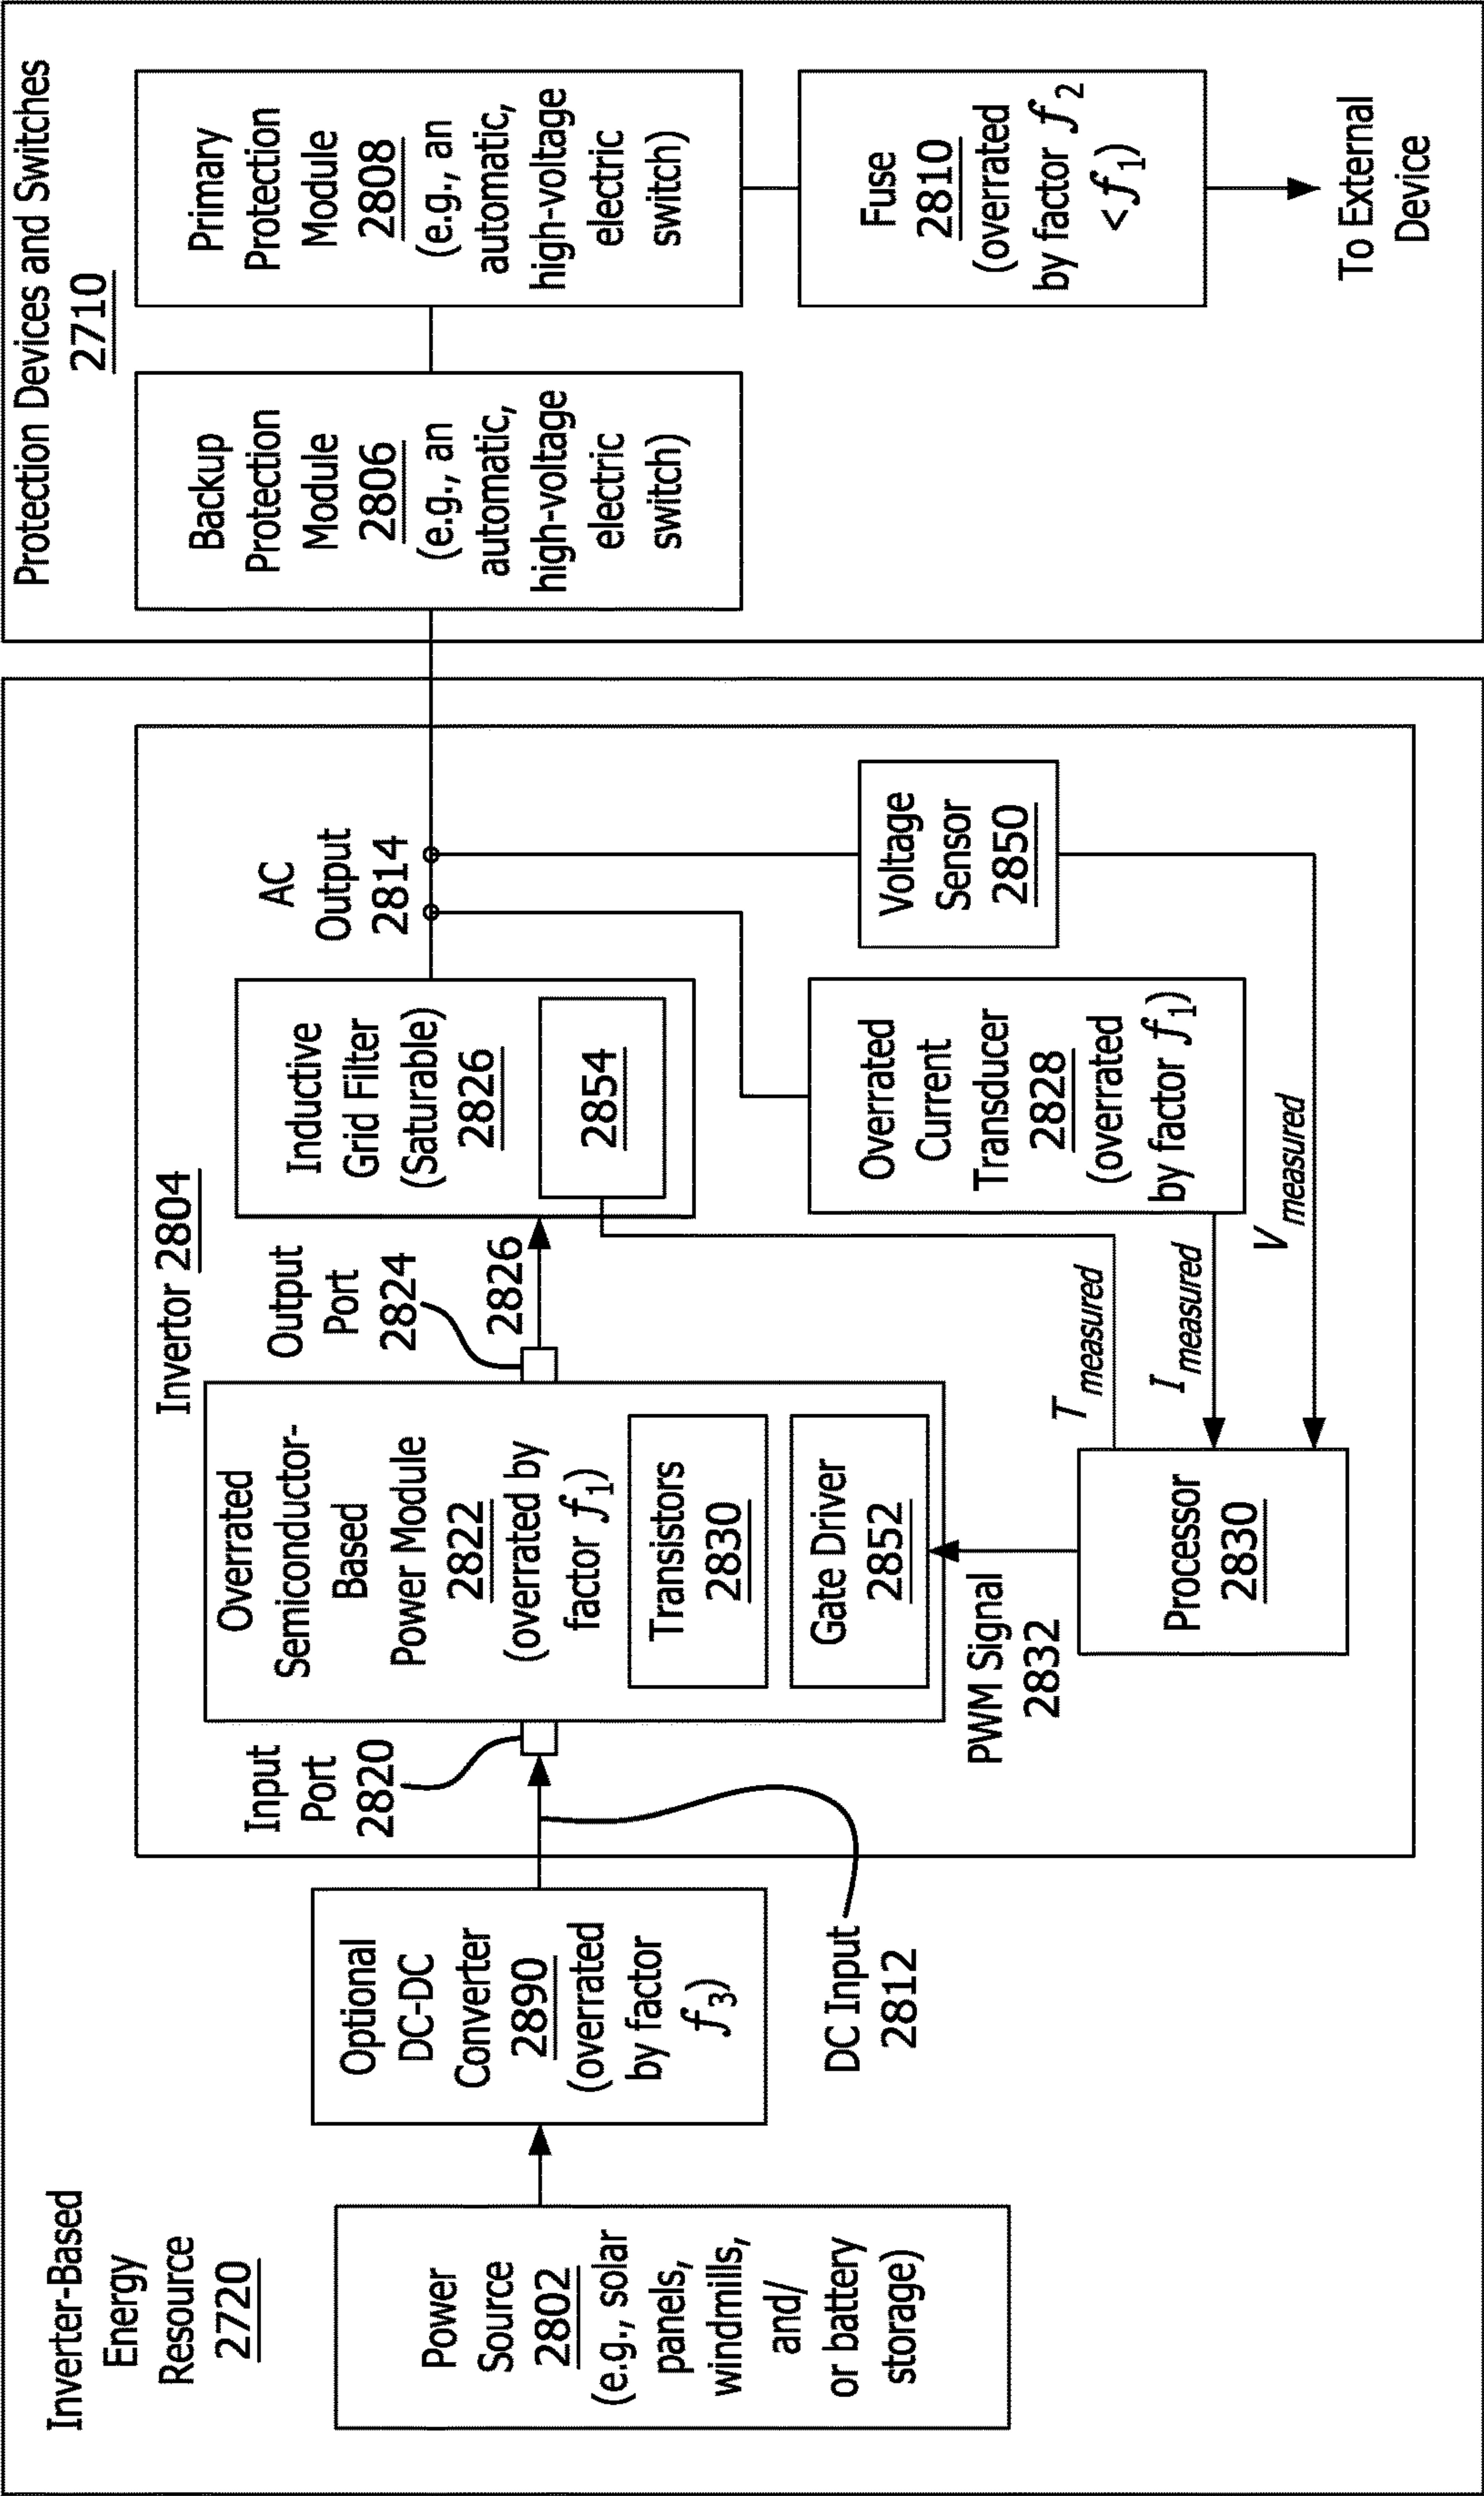 Inverter-Based
Energy
Resource
2720
Power
Source
2802
(e.g., solar
panels,
windmills,
and/
or battery
storage)
Optional
DC-DC
Converter
2890
(overrated
by factor
f3)
DC Input
2812
Invertor 2804
Input
Port
2820
Overrated
Semiconductor-
Based
Power Module
2822
(overrated by
factor f1)
Transistors
2830
Gate Driver
2852
PWM Signal
2832
Processor
2830
Output
Port
2824
2826
Inductive
Grid Filter
(Saturable)
2826
2854
T measured
I measured
V measured
Overrated
Current
Transducer
2828
(overrated
by factor f1)
AC
Output
2814
Voltage
Sensor
2850
Protection Devices and Switches
2710
Backup
Protection
Module
2806
(e.g., an
automatic,
high-voltage
electric
switch)
Primary
Protection
Module
2808
(e.g., an
automatic,
high-voltage
electric
switch)
Fuse
2810
(overrated
by factor f2
<f1)
To External
Device